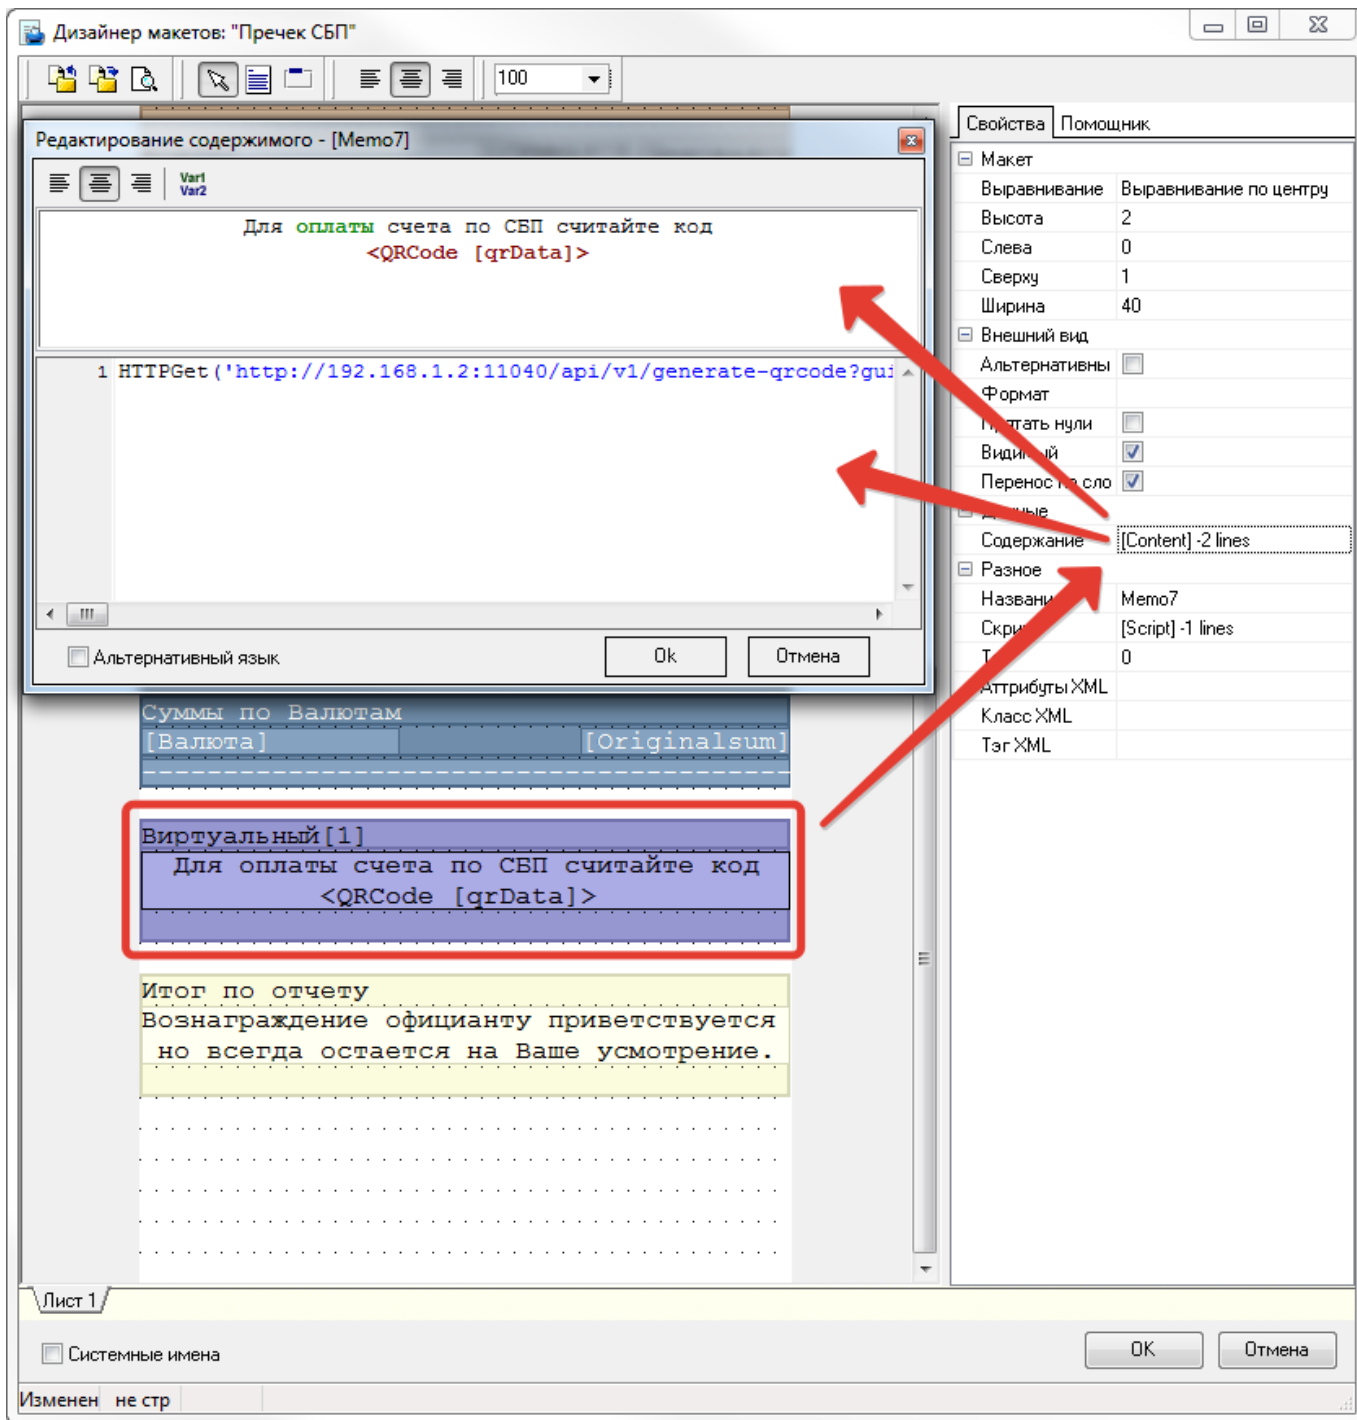 Дизайнер макетов: "Пречек СБП"
100
Редактирование содержимого - [Memo7]
Var1
Var2
Для оплаты счета по СБП считайте код
<QRCode [qrData]>
1 HTTPGet('http://192.168.1.2:11040/api/v1/generate-qrcode?gui
Альтернативный язык
Ok
Отмена
Суммы по Валютам
[Валюта] [Originalsum]
Виртуальный[1]
Для оплаты счета по СБП считайте код
<QRCode [qrData]>
Итог по отчету
Вознаграждение официанту приветствуется
но всегда остается на Ваше усмотрение.
Лист 1
Свойства Помощник
Макет
Выравнивание Выравнивание по центру
Высота 2
Слева 0
Сверху 1
Ширина 40
Внешний вид
Альтернативны
Формат
нули
Перенос сло
Содержание [Content] -2 lines
Разное
Memo7
[Script] -1 lines
0
Аттрибуты XML
Класс XML
Тэг XML
Системные имена
OK
Отмена
Изменен не стр